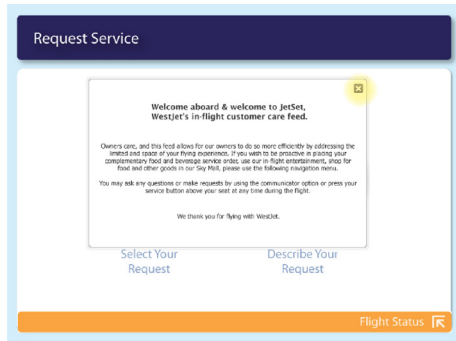 Request Service
Welcome aboard & welcome to JetSet,
WestJet's in-flight customer care feed.
Owners care, and this feed allows for our owners to do so more efficiently by addressing the
limited and space of your flying experience. If you wish to be proactive in placing your
complementary food and beverage service order, use our in-flight entertainment, shop for
food and other goods in our Sky Mall, please use the following navigation menu.
You may ask any questions or make requests by using the communicator option or press your
service button above your seat at any time during the flight.
We thank you for flying with WestJet.
Select Your Describe Your
Request Request
Flight Status